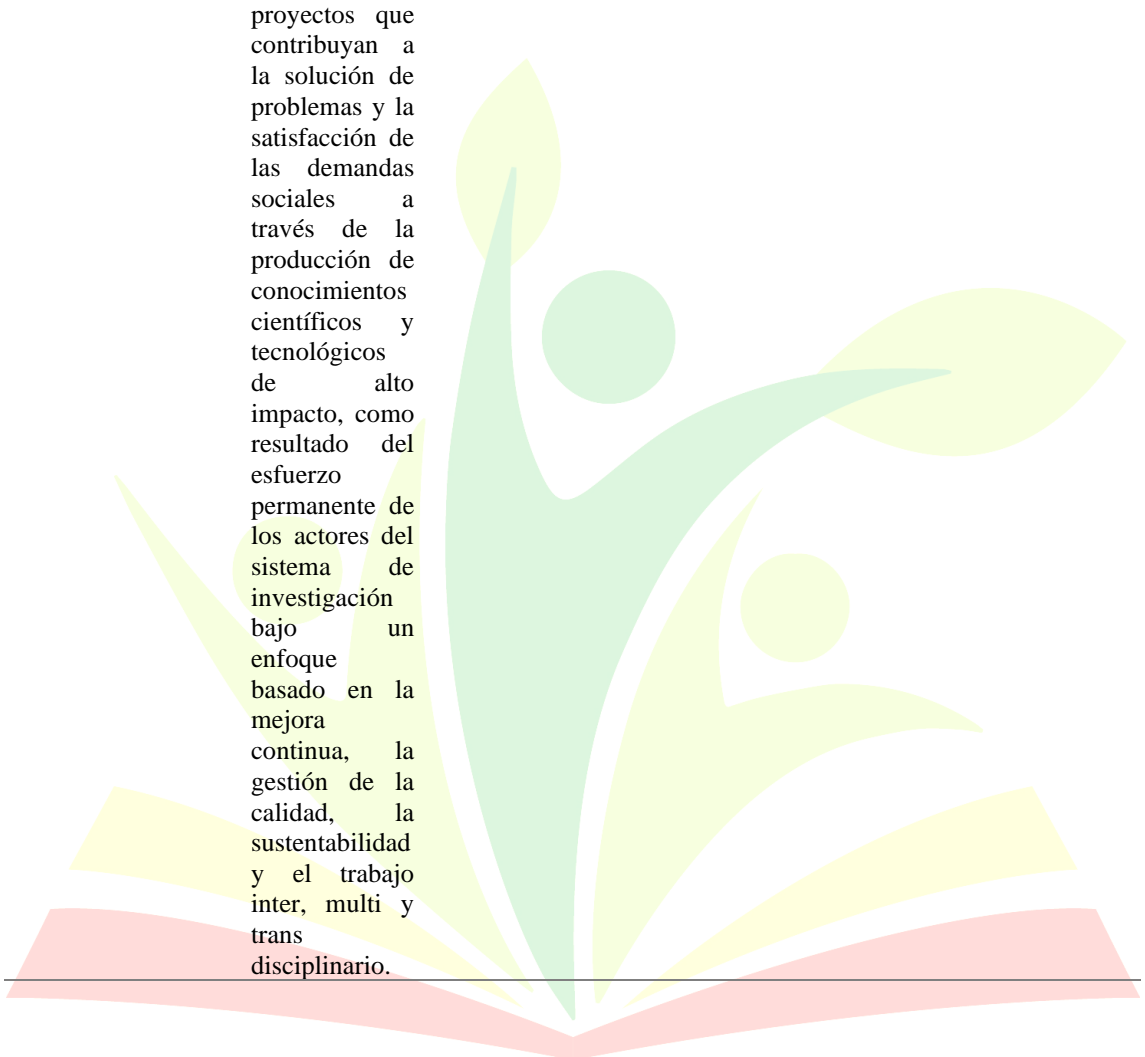 proyectos que
contribuyan a
la solución de
problemas y la
satisfacción de
las demandas
sociales a
través de la
producción de
conocimientos
científicos y
tecnológicos
de alto
impacto, como
resultado del
esfuerzo
permanente de
los actores del
sistema de
investigación
bajo un
enfoque
basado en la
mejora
continua, la
gestión de la
calidad, la
sustentabilidad
y el trabajo
inter, multi y
trans
disciplinario.